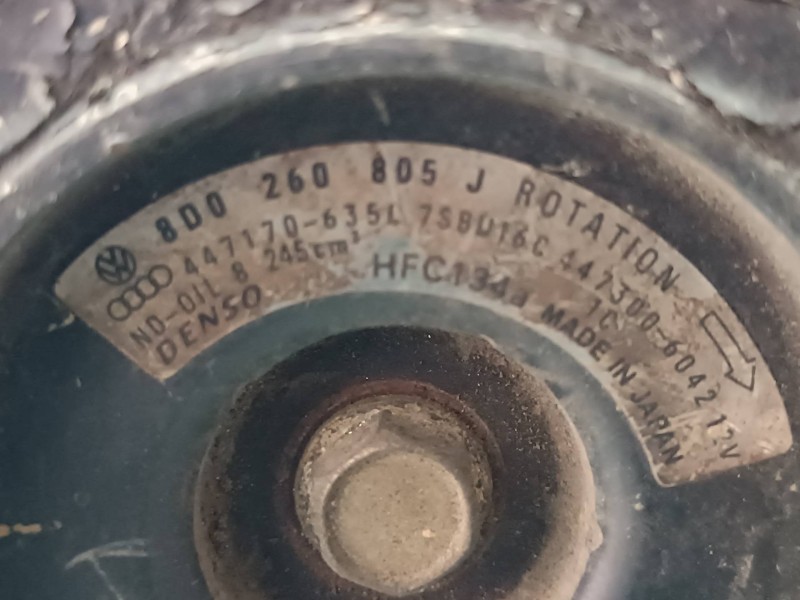 8D0 260 805 J ROTATION
447170-635L 7SBU16C 447300-6042 12V
ND-OIL 8 245cm³ HFC134a 1C
DENSO MADE IN JAPAN